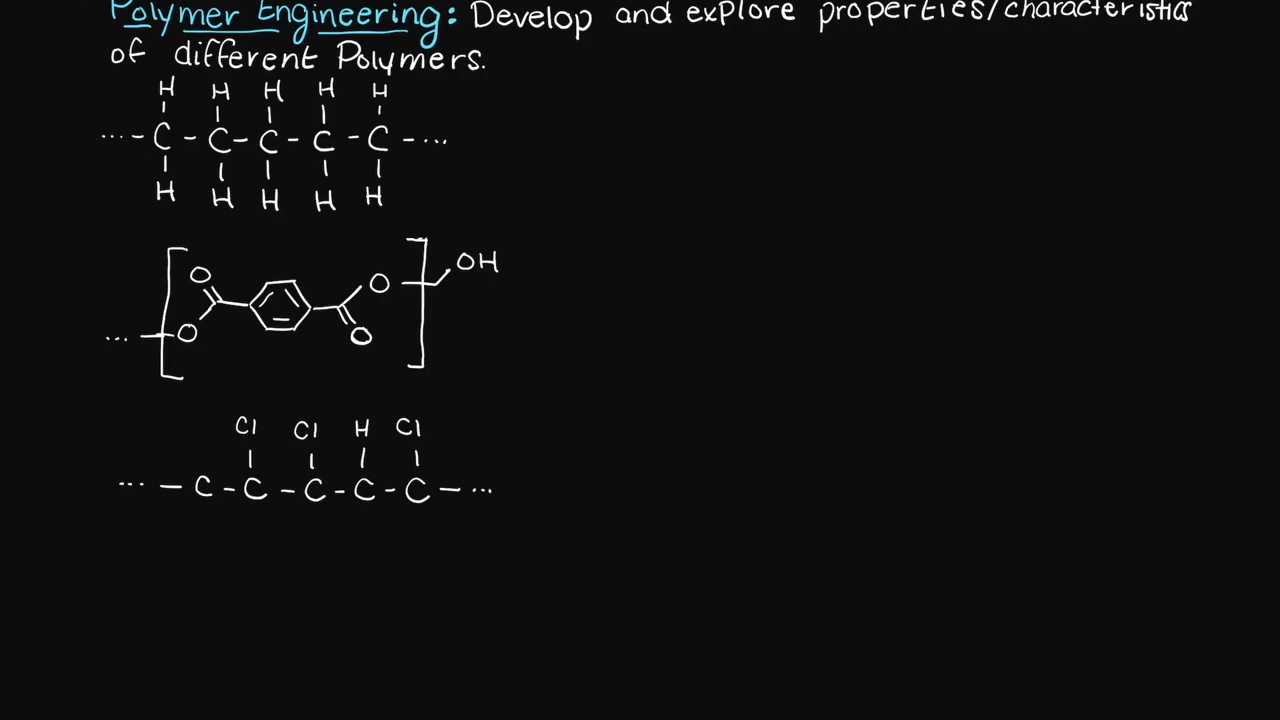 Polymer Engineering: Develop and explore properties/characteristics
of different Polymers.
H H H H H
... - C - C - C - C - C - ...
H H H H H
OH
O O
... O O
Cl Cl H Cl
... - C - C - C - C - C - ...